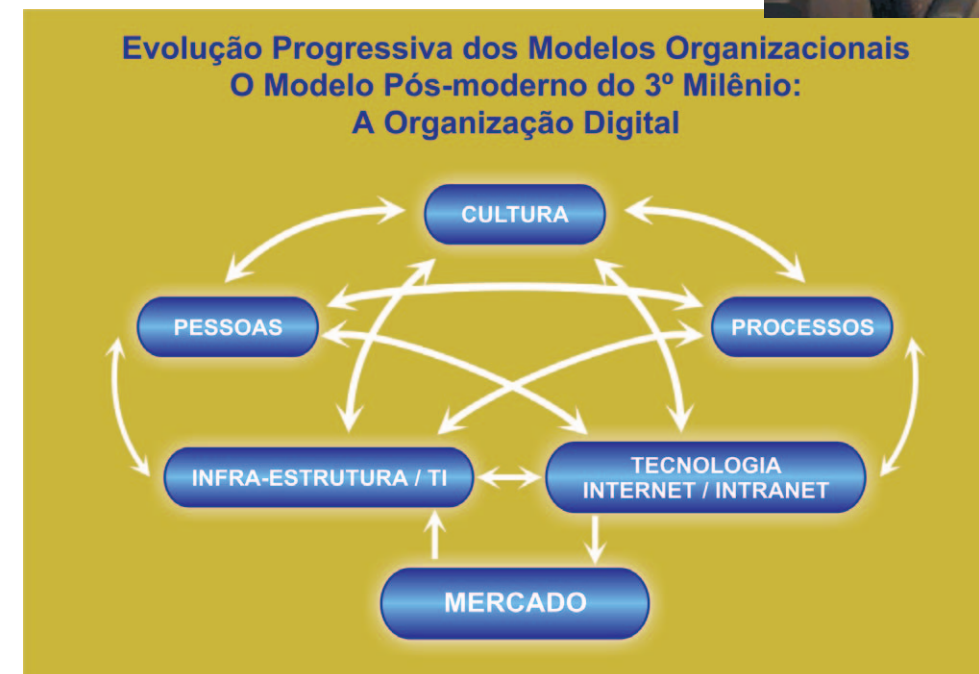 Evolução Progressiva dos Modelos Organizacionais
O Modelo Pós-moderno do 3º Milênio:
A Organização Digital
CULTURA
PESSOAS
PROCESSOS
INFRA-ESTRUTURA / TI
TECNOLOGIA
INTERNET / INTRANET
MERCADO